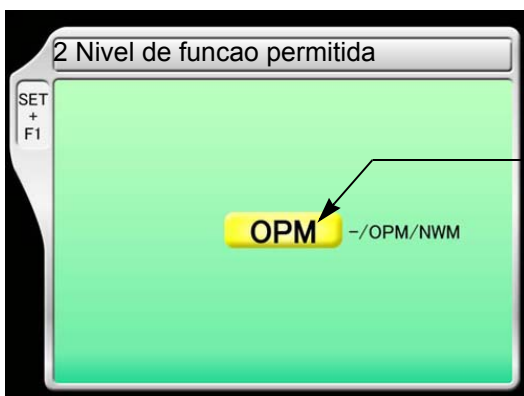 2 Nivel de funcao permitida
SET
+
F1
OPM -/OPM/NWM